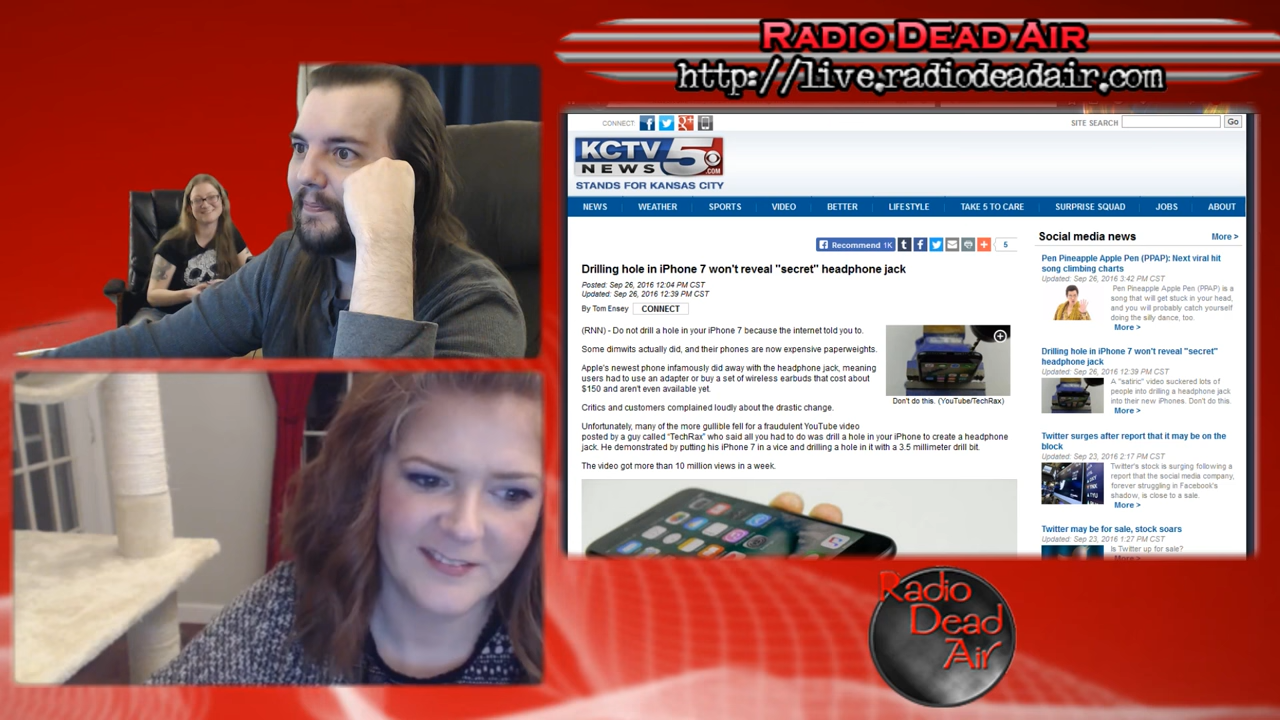 Radio Dead Air
http://live.radiodeadair.com
CONNECT:
SITE SEARCH
Go
KCTV5
NEWS .COM
STANDS FOR KANSAS CITY
NEWS WEATHER SPORTS VIDEO BETTER LIFESTYLE TAKE 5 TO CARE SURPRISE SQUAD JOBS ABOUT
Recommend 1K
5
Drilling hole in iPhone 7 won't reveal "secret" headphone jack
Posted: Sep 26, 2016 12:04 PM CST
Updated: Sep 26, 2016 12:39 PM CST
By Tom Ensey CONNECT
(RNN) - Do not drill a hole in your iPhone 7 because the internet told you to.
Some dimwits actually did, and their phones are now expensive paperweights.
Apple's newest phone infamously did away with the headphone jack, meaning
users had to use an adapter or buy a set of wireless earbuds that cost about
$150 and aren't even available yet.
Critics and customers complained loudly about the drastic change.
Unfortunately, many of the more gullible fell for a fraudulent YouTube video
posted by a guy called "TechRax" who said all you had to do was drill a hole in your iPhone to create a headphone
jack. He demonstrated by putting his iPhone 7 in a vice and drilling a hole in it with a 3.5 millimeter drill bit.
The video got more than 10 million views in a week.
Don't do this. (YouTube/TechRax)
Social media news More >
Pen Pineapple Apple Pen (PPAP): Next viral hit
song climbing charts
Updated: Sep 26, 2016 3:42 PM CST
Pen Pineapple Apple Pen (PPAP) is a
song that will get stuck in your head,
and you will probably catch yourself
doing the silly dance, too.
More >
Drilling hole in iPhone 7 won't reveal "secret"
headphone jack
Updated: Sep 26, 2016 12:39 PM CST
A "satiric" video suckered lots of
people into drilling a headphone jack
into their new iPhones. Don't do this.
More >
Twitter surges after report that it may be on the
block
Updated: Sep 23, 2016 2:17 PM CST
Twitter's stock is surging following a
report that the social media company,
forever struggling in Facebook's
shadow, is close to a sale.
More >
Twitter may be for sale, stock soars
Updated: Sep 23, 2016 1:27 PM CST
Is Twitter up for sale?
More >
Radio
Dead
Air